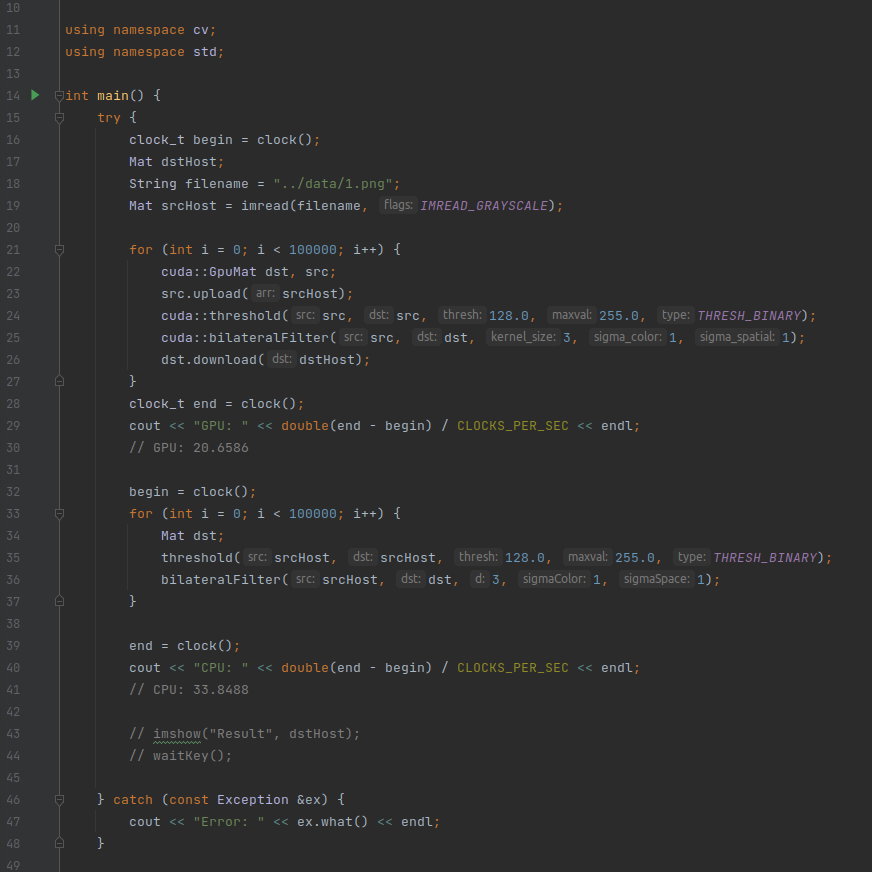 10
11 using namespace cv;
12 using namespace std;
13
14 int main() {
15     try {
16         clock_t begin = clock();
17         Mat dstHost;
18         String filename = "../data/1.png";
19         Mat srcHost = imread(filename, flags: IMREAD_GRAYSCALE);
20
21         for (int i = 0; i < 100000; i++) {
22             cuda::GpuMat dst, src;
23             src.upload( arr: srcHost);
24             cuda::threshold( src: src, dst: src, thresh: 128.0, maxval: 255.0, type: THRESH_BINARY);
25             cuda::bilateralFilter( src: src, dst: dst, kernel_size: 3, sigma_color: 1, sigma_spatial: 1);
26             dst.download( dst: dstHost);
27         }
28         clock_t end = clock();
29         cout << "GPU: " << double(end - begin) / CLOCKS_PER_SEC << endl;
30         // GPU: 20.6586
31
32         begin = clock();
33         for (int i = 0; i < 100000; i++) {
34             Mat dst;
35             threshold( src: srcHost, dst: srcHost, thresh: 128.0, maxval: 255.0, type: THRESH_BINARY);
36             bilateralFilter( src: srcHost, dst: dst, d: 3, sigmaColor: 1, sigmaSpace: 1);
37         }
38
39         end = clock();
40         cout << "CPU: " << double(end - begin) / CLOCKS_PER_SEC << endl;
41         // CPU: 33.8488
42
43         // imshow("Result", dstHost);
44         // waitKey();
45
46     } catch (const Exception &ex) {
47         cout << "Error: " << ex.what() << endl;
48     }
49